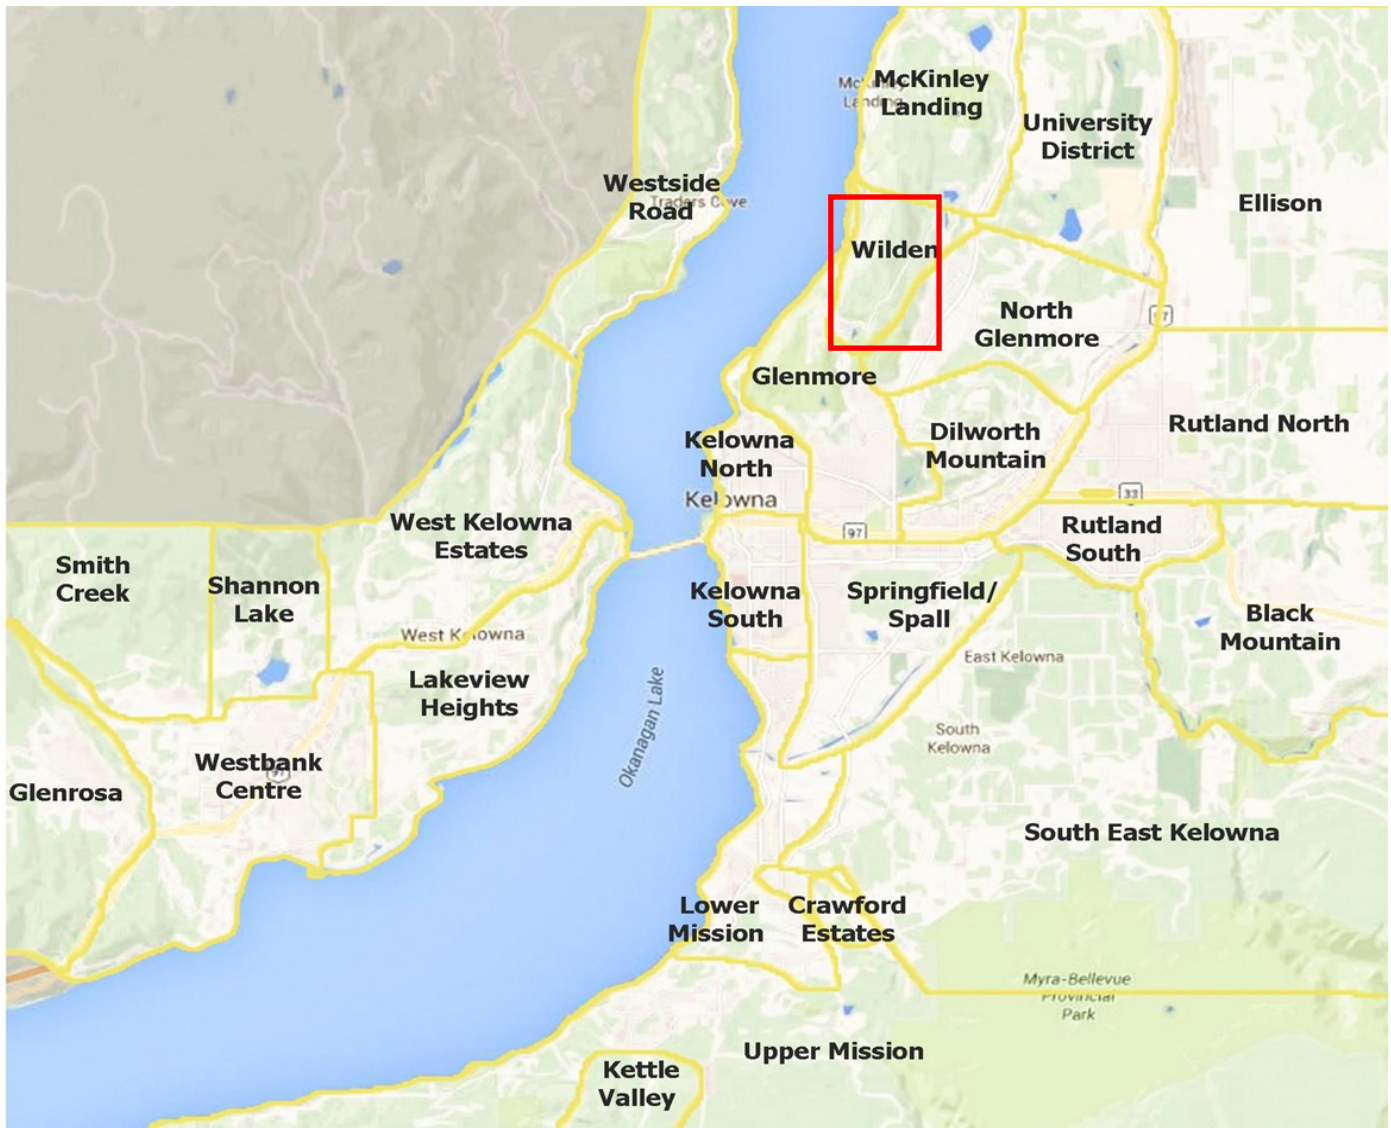 McKinley
Landing
McKinley
Landing
University
District
Westside
Road
Traders Cove
Ellison
Wilden
North
Glenmore
97
Glenmore
Rutland North
Kelowna
North
Dilworth
Mountain
Kelowna
33
West Kelowna
Estates
97
Rutland
South
Smith
Creek
Shannon
Lake
Kelowna
South
Springfield/
Spall
Black
Mountain
West Kelowna
East Kelowna
Lakeview
Heights
Okanagan Lake
South
Kelowna
Westbank
Centre
97
Glenrosa
South East Kelowna
Lower
Mission
Crawford
Estates
Myra-Bellevue
Provincial
Park
Upper Mission
Kettle
Valley